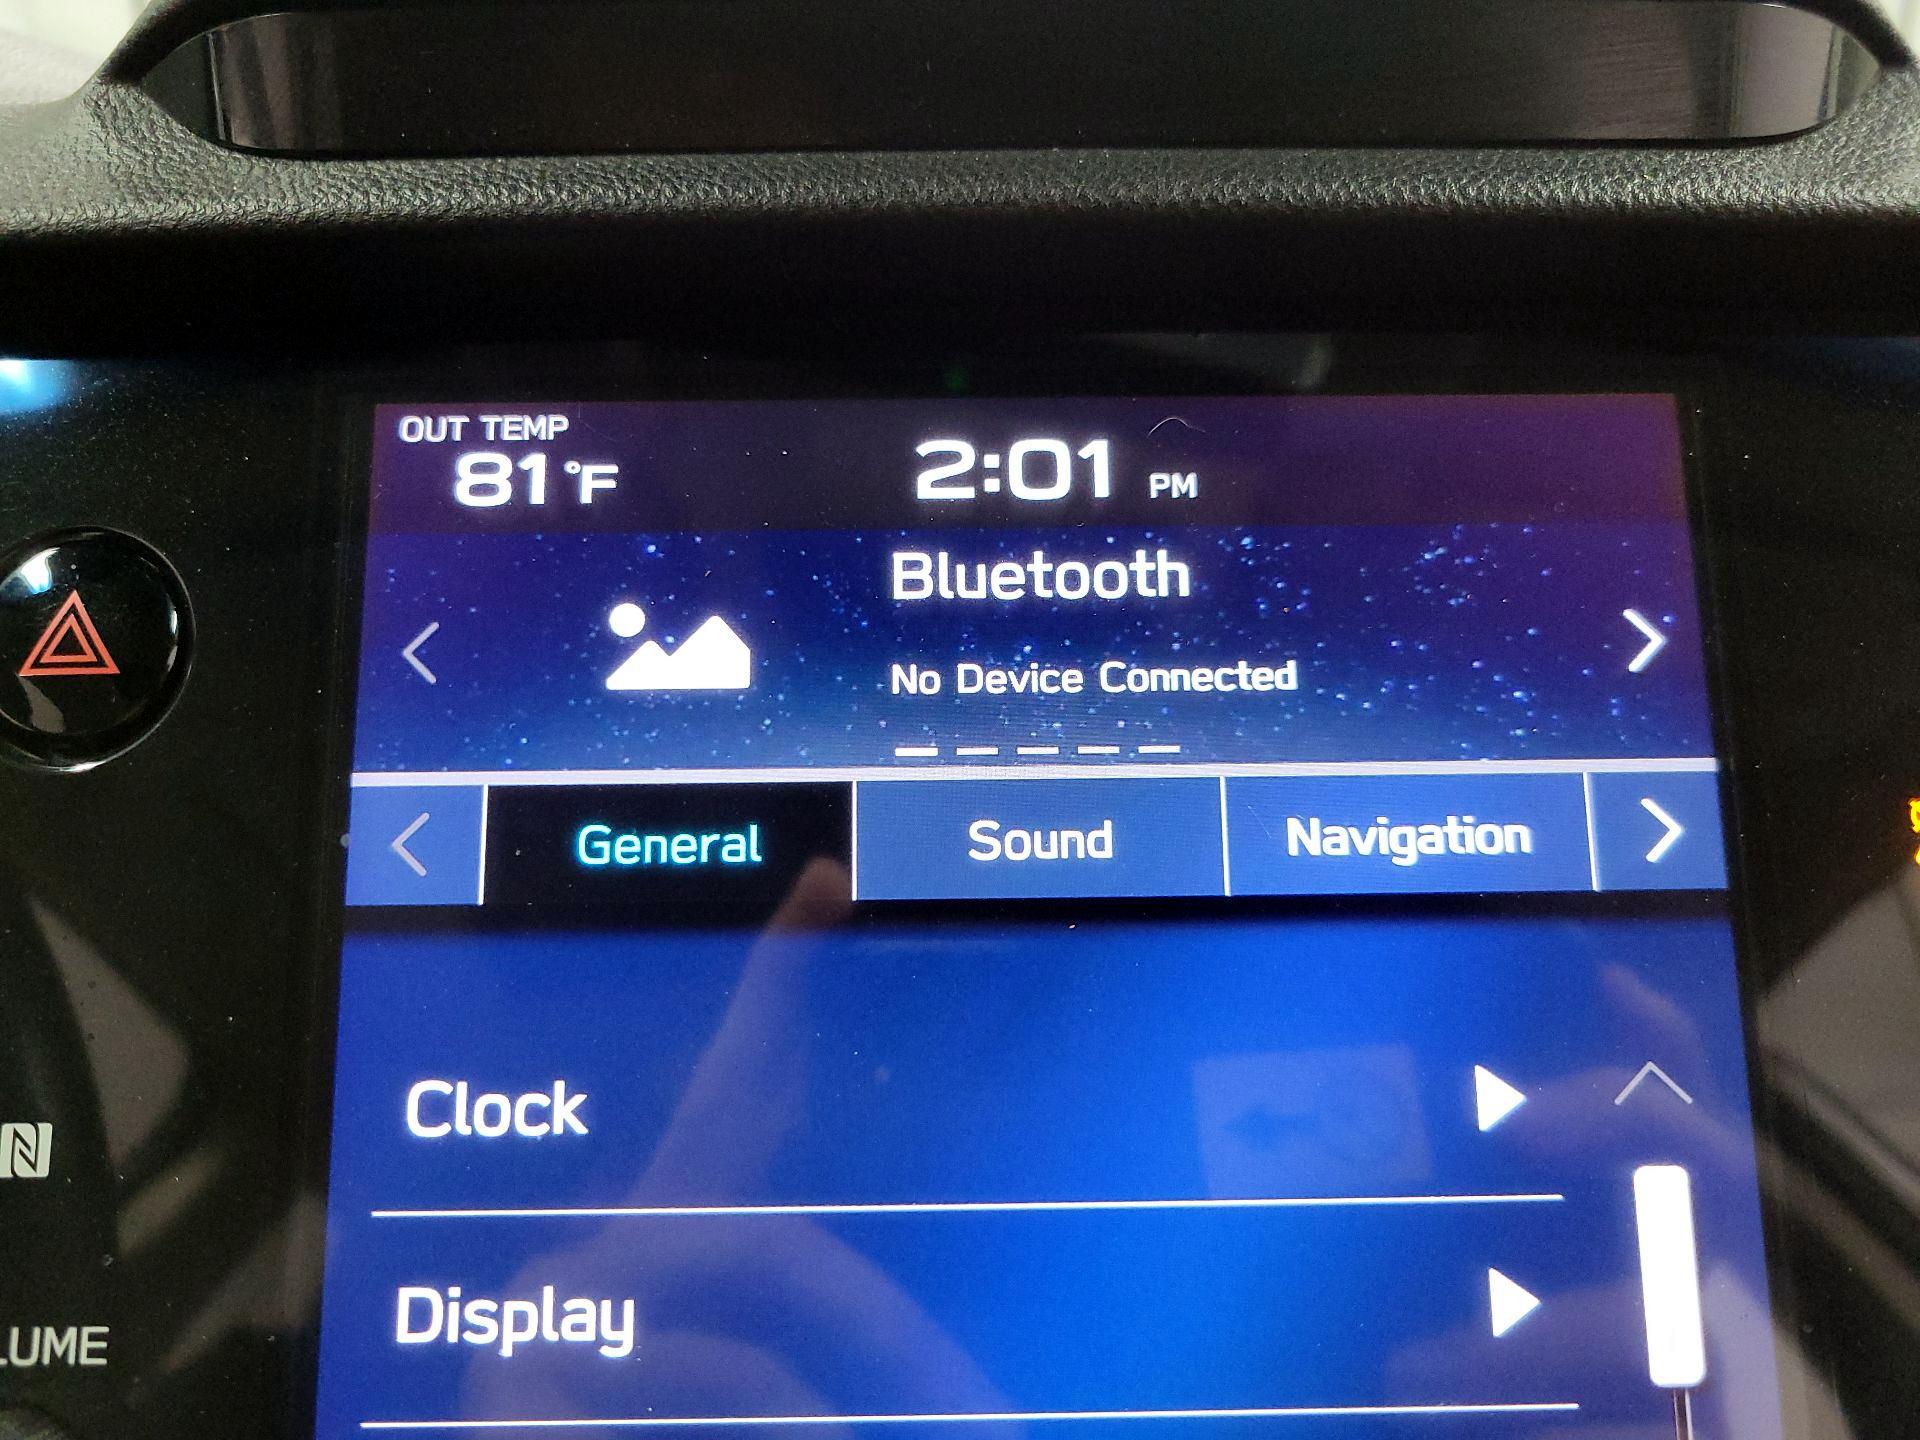 OUT TEMP
81°F
2:01 PM
Bluetooth
No Device Connected
General
Sound
Navigation
Clock
Display
LUME